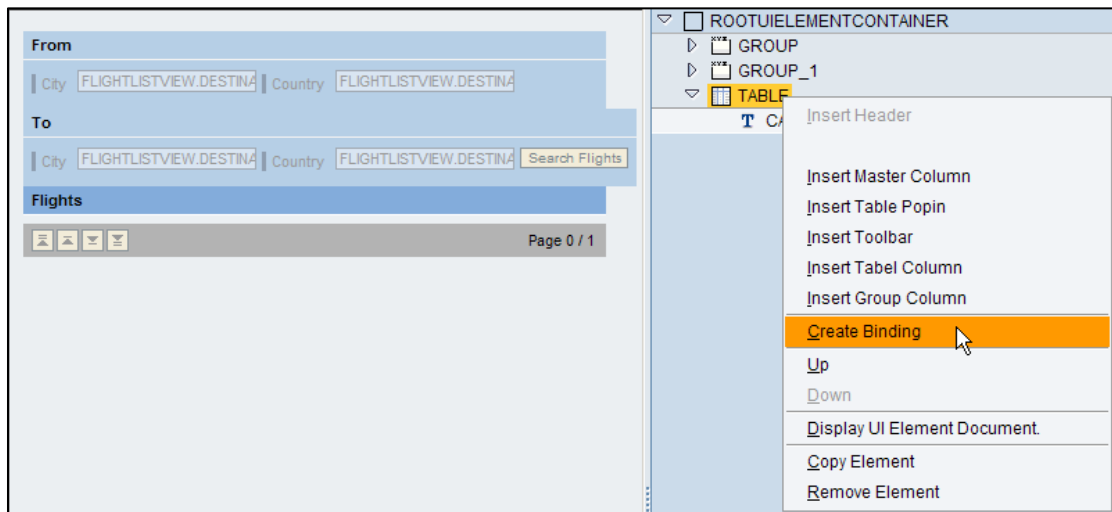 From
City FLIGHTLISTVIEW.DESTINA Country FLIGHTLISTVIEW.DESTINA
To
City FLIGHTLISTVIEW.DESTINA Country FLIGHTLISTVIEW.DESTINA Search Flights
Flights
Page 0 / 1
ROOTUIELEMENTCONTAINER
GROUP
GROUP_1
TABLE
T CA
Insert Header
Insert Master Column
Insert Table Popin
Insert Toolbar
Insert Tabel Column
Insert Group Column
Create Binding
Up
Down
Display UI Element Document.
Copy Element
Remove Element